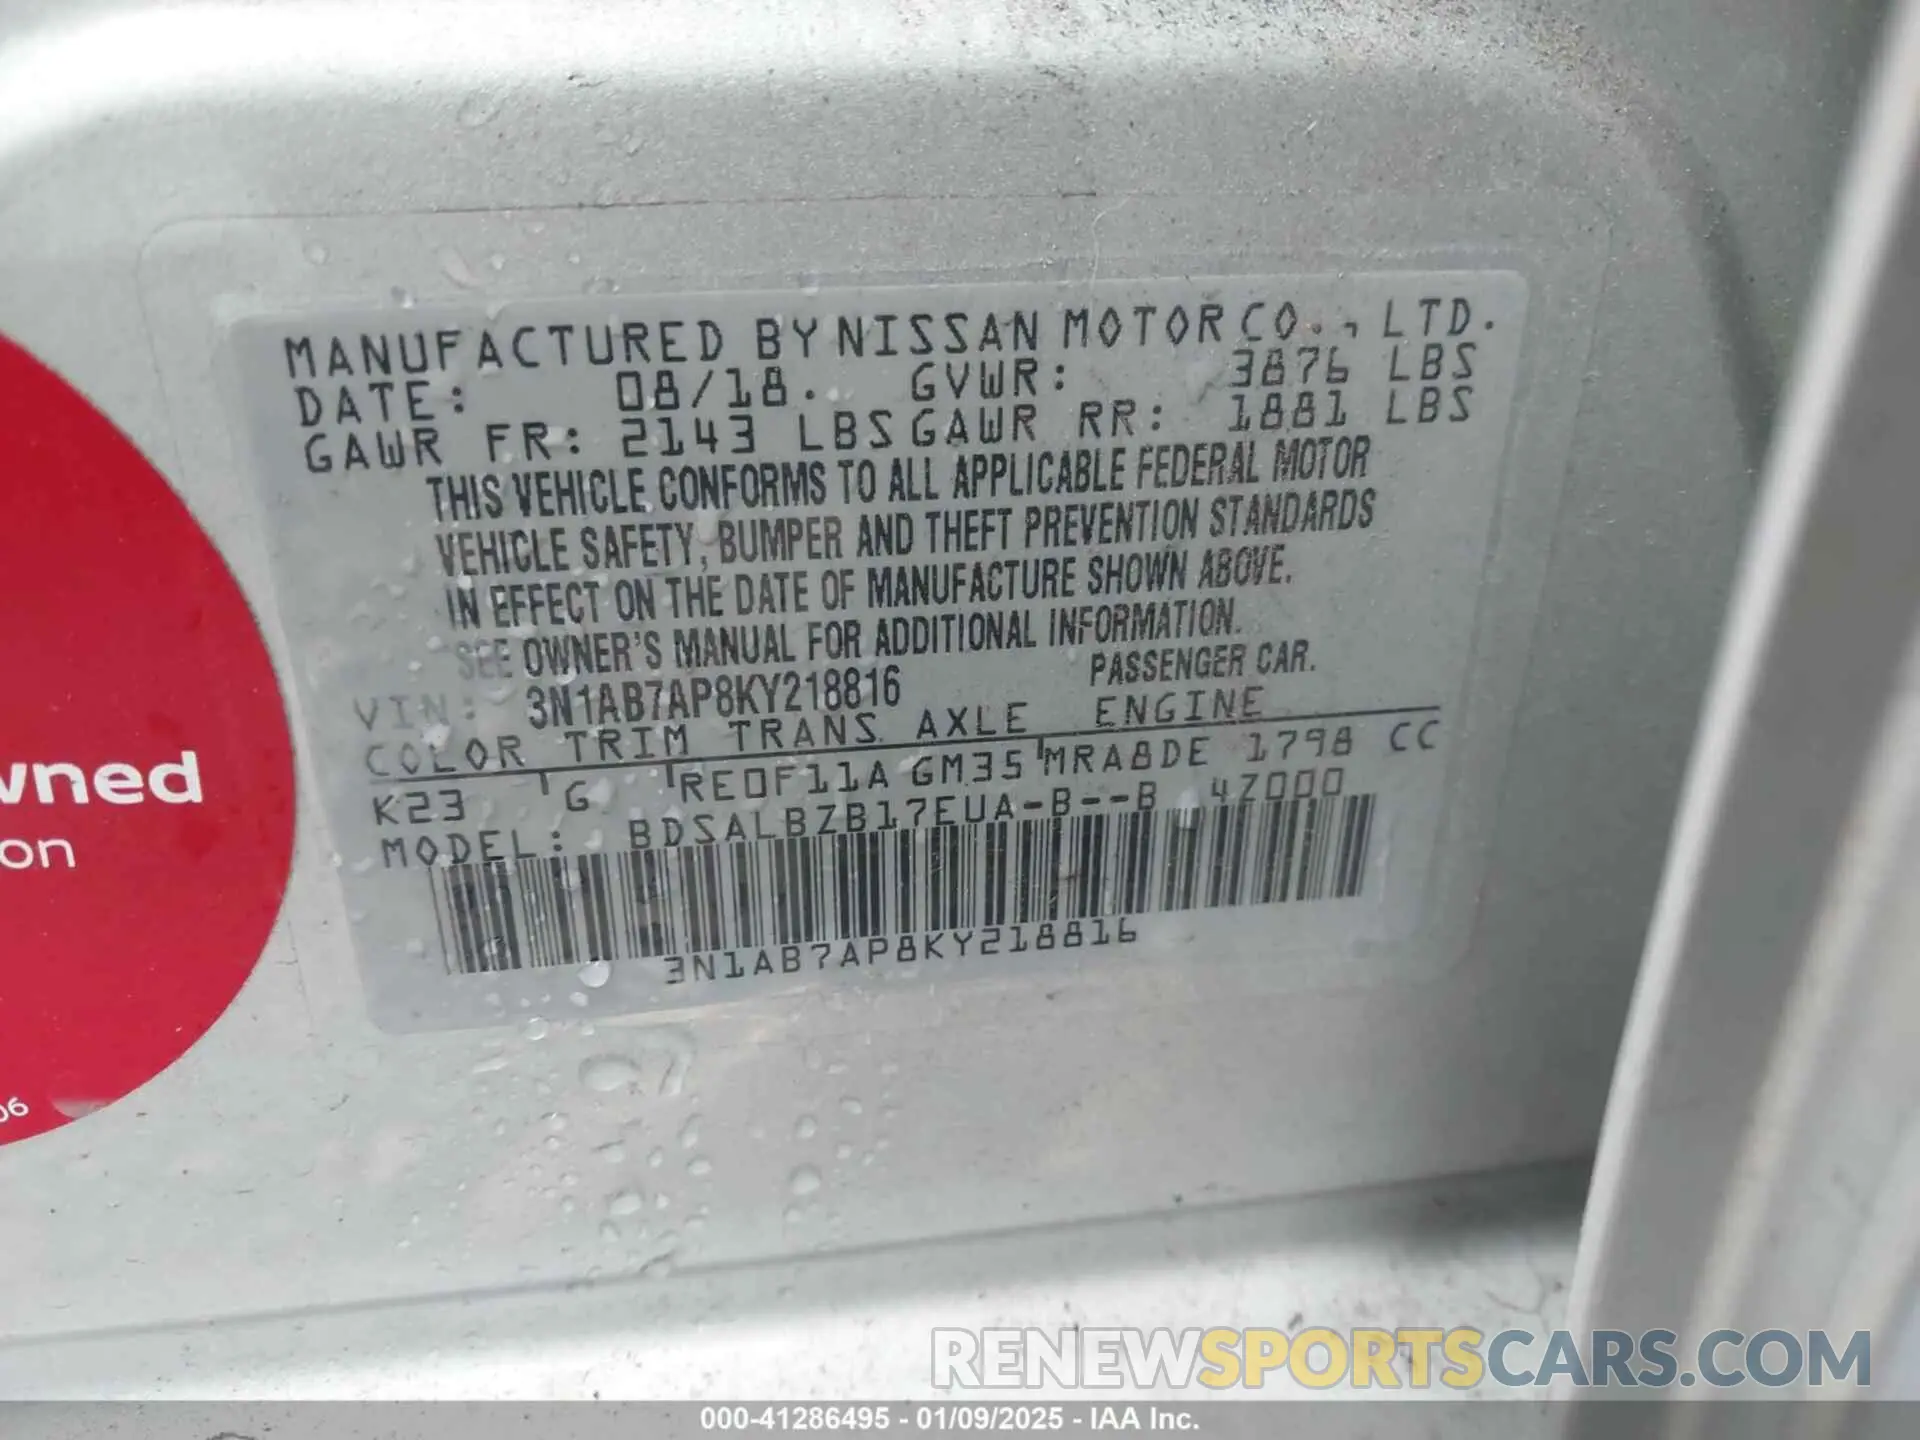 MANUFACTURED BY NISSAN MOTOR CO., LTD.
DATE: 08/18. GVWR: 3876 LBS
GAWR FR: 2143 LBS GAWR RR: 1881 LBS
THIS VEHICLE CONFORMS TO ALL APPLICABLE FEDERAL MOTOR
VEHICLE SAFETY, BUMPER AND THEFT PREVENTION STANDARDS
IN EFFECT ON THE DATE OF MANUFACTURE SHOWN ABOVE.
SEE OWNER'S MANUAL FOR ADDITIONAL INFORMATION.
VIN: 3N1AB7AP8KY218816 PASSENGER CAR.
COLOR TRIM TRANS. AXLE ENGINE
K23 G RE0F11A GM35 MRA8DE 1798 CC
MODEL: BDSALBZB17EUA-B--B 47000
3N1AB7AP8KY218816
wned
on
06
RENEWSPORTSCARS.COM
000-41286495 - 01/09/2025 - IAA Inc.